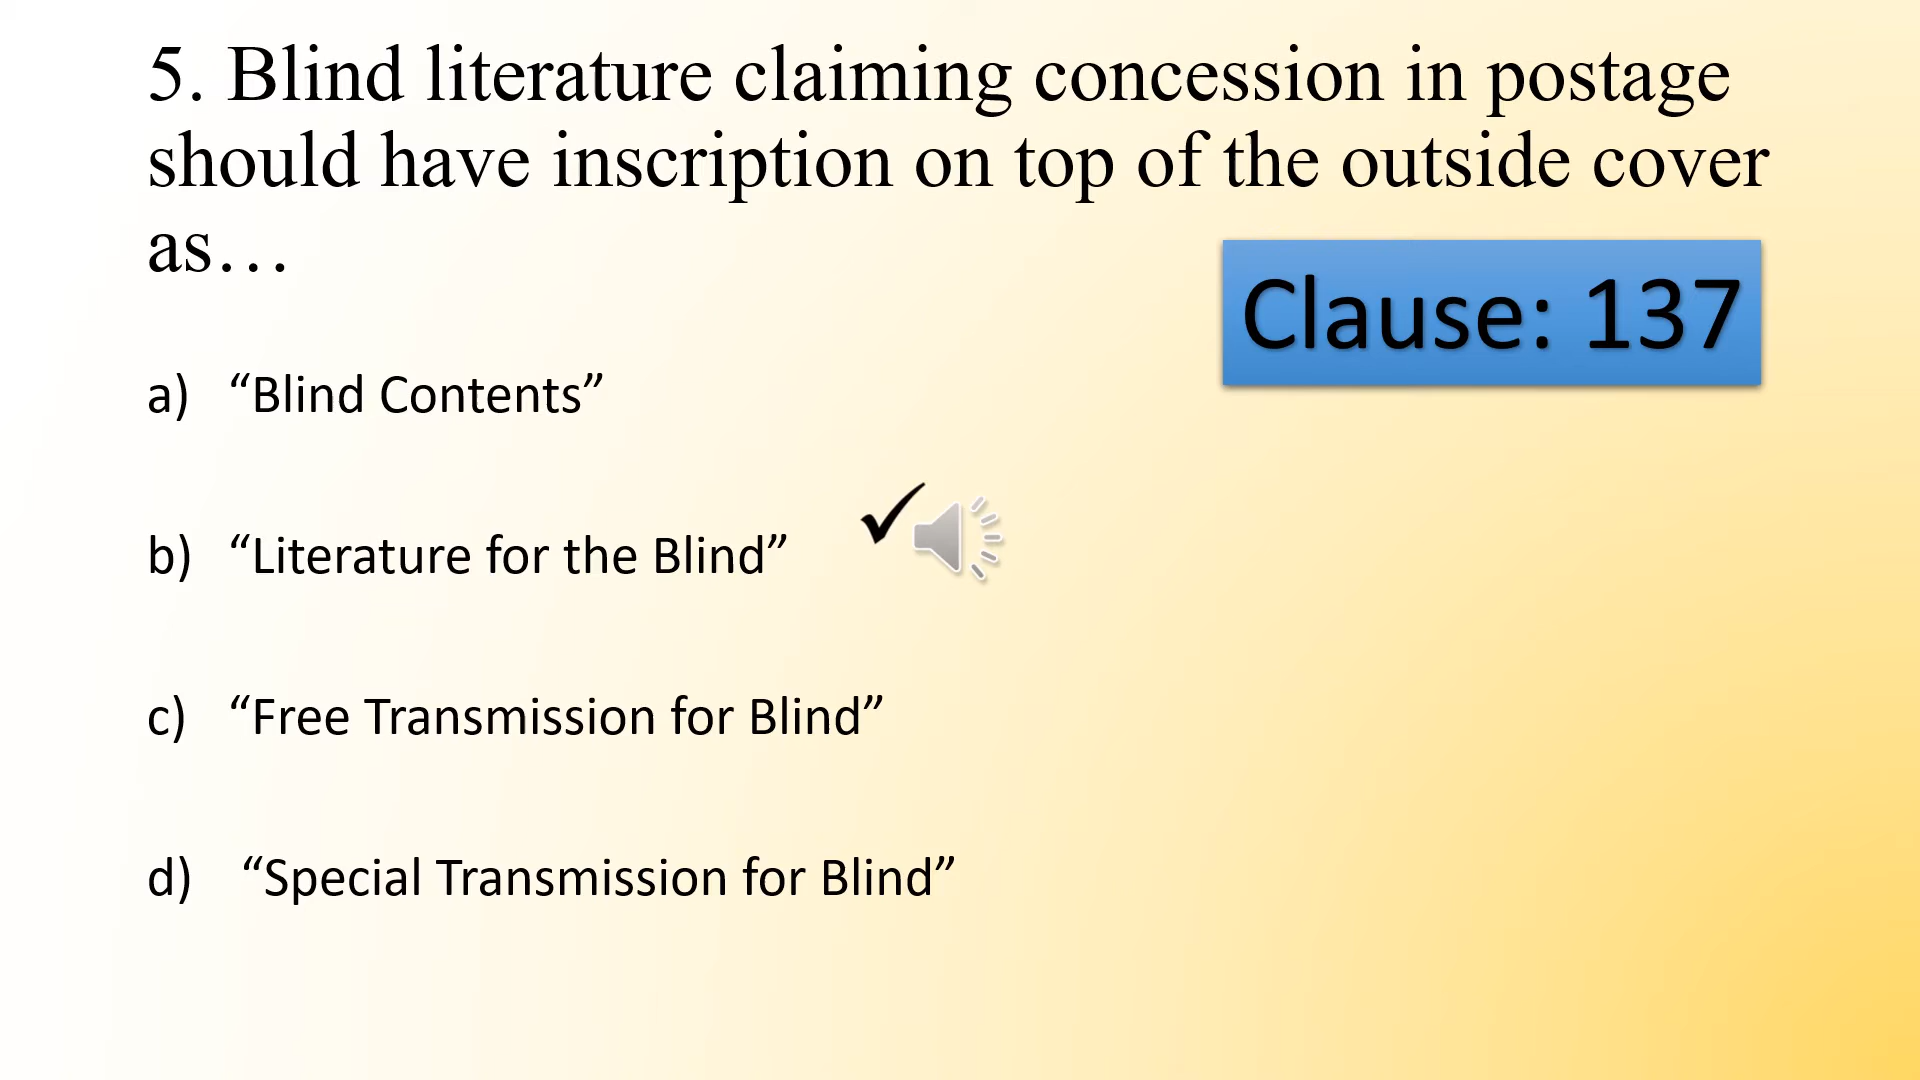 5. Blind literature claiming concession in postage
should have inscription on top of the outside cover
as…
Clause: 137
a) “Blind Contents”
b) “Literature for the Blind”
c) “Free Transmission for Blind”
d) “Special Transmission for Blind”